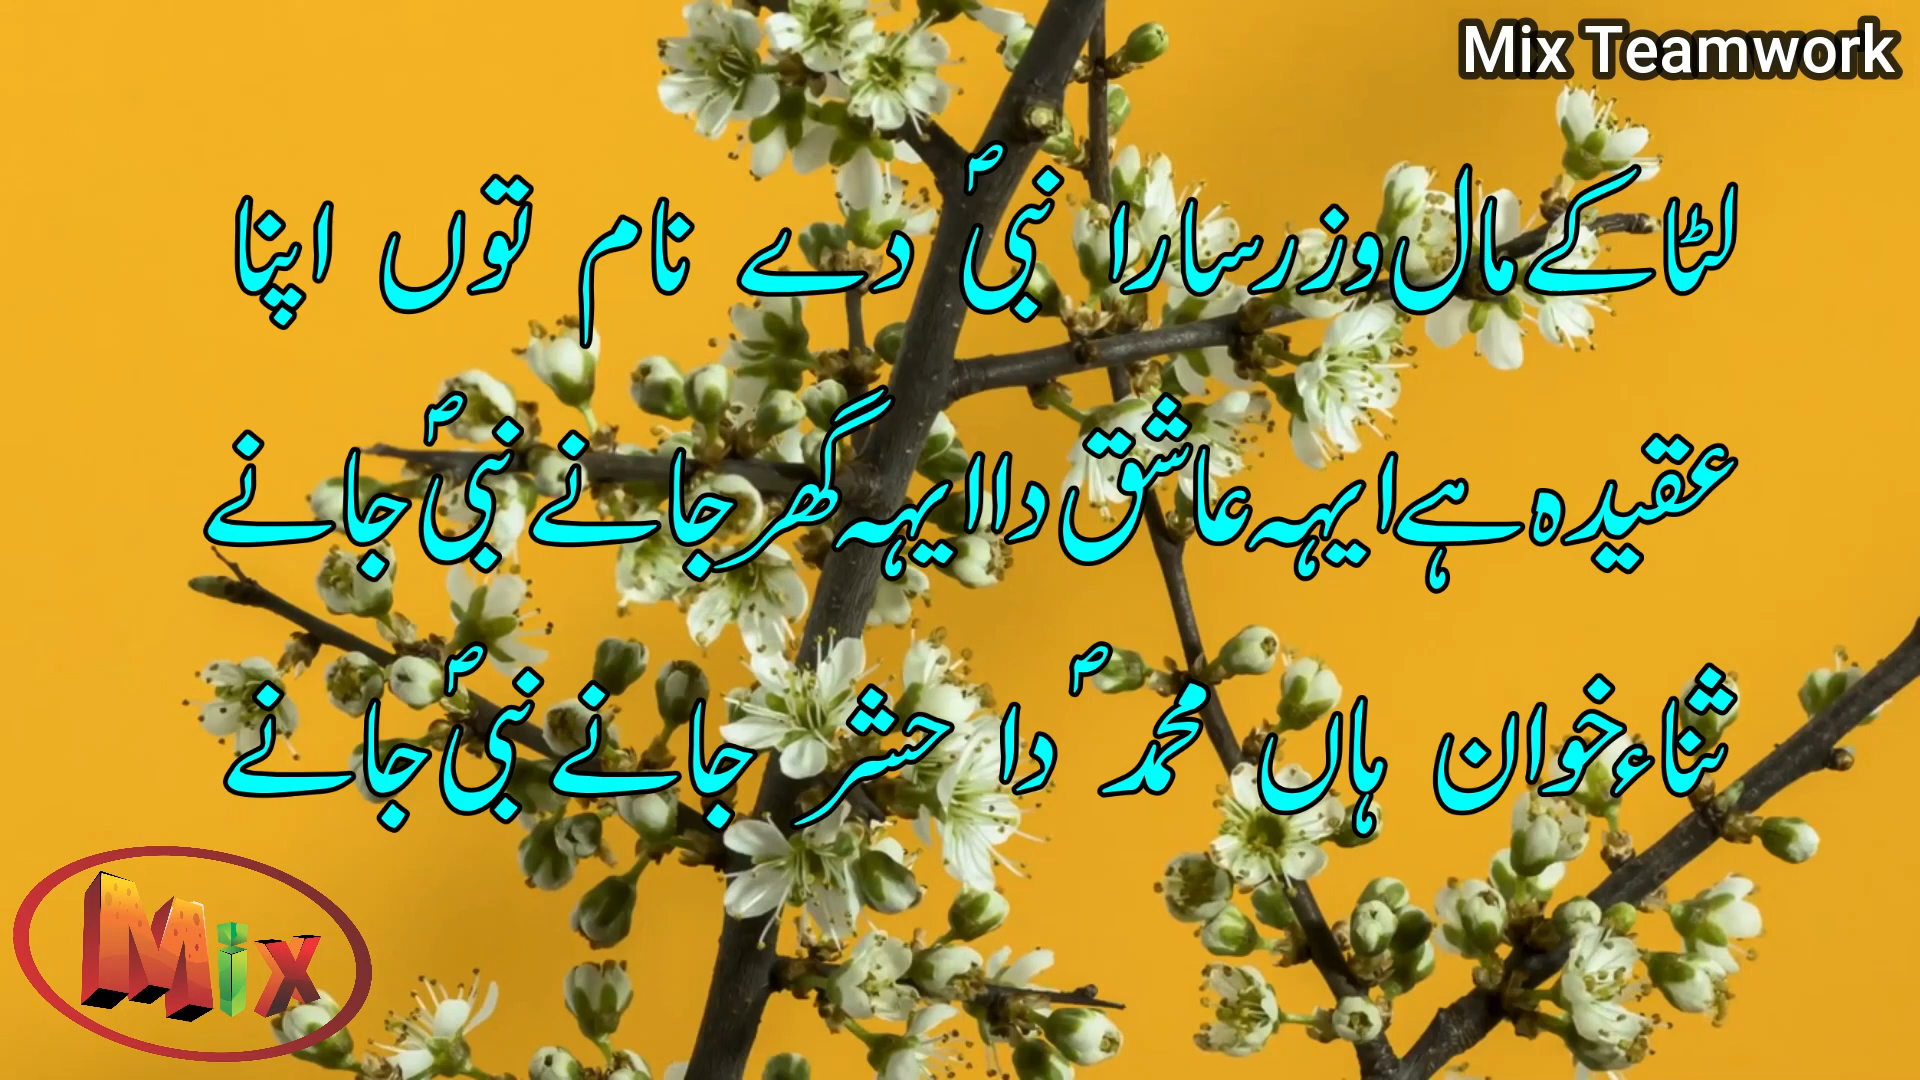 Mix Teamwork
لٹا کے مال و زر سارا نبیؐ دے نام توں اپنا
عقیدہ ہے ایہہ عاشق دا ایہہ گھر جانے نبیؐ جانے
ثناء خوان ہاں محمدؐ دا حشر جانے نبیؐ جانے
Mix